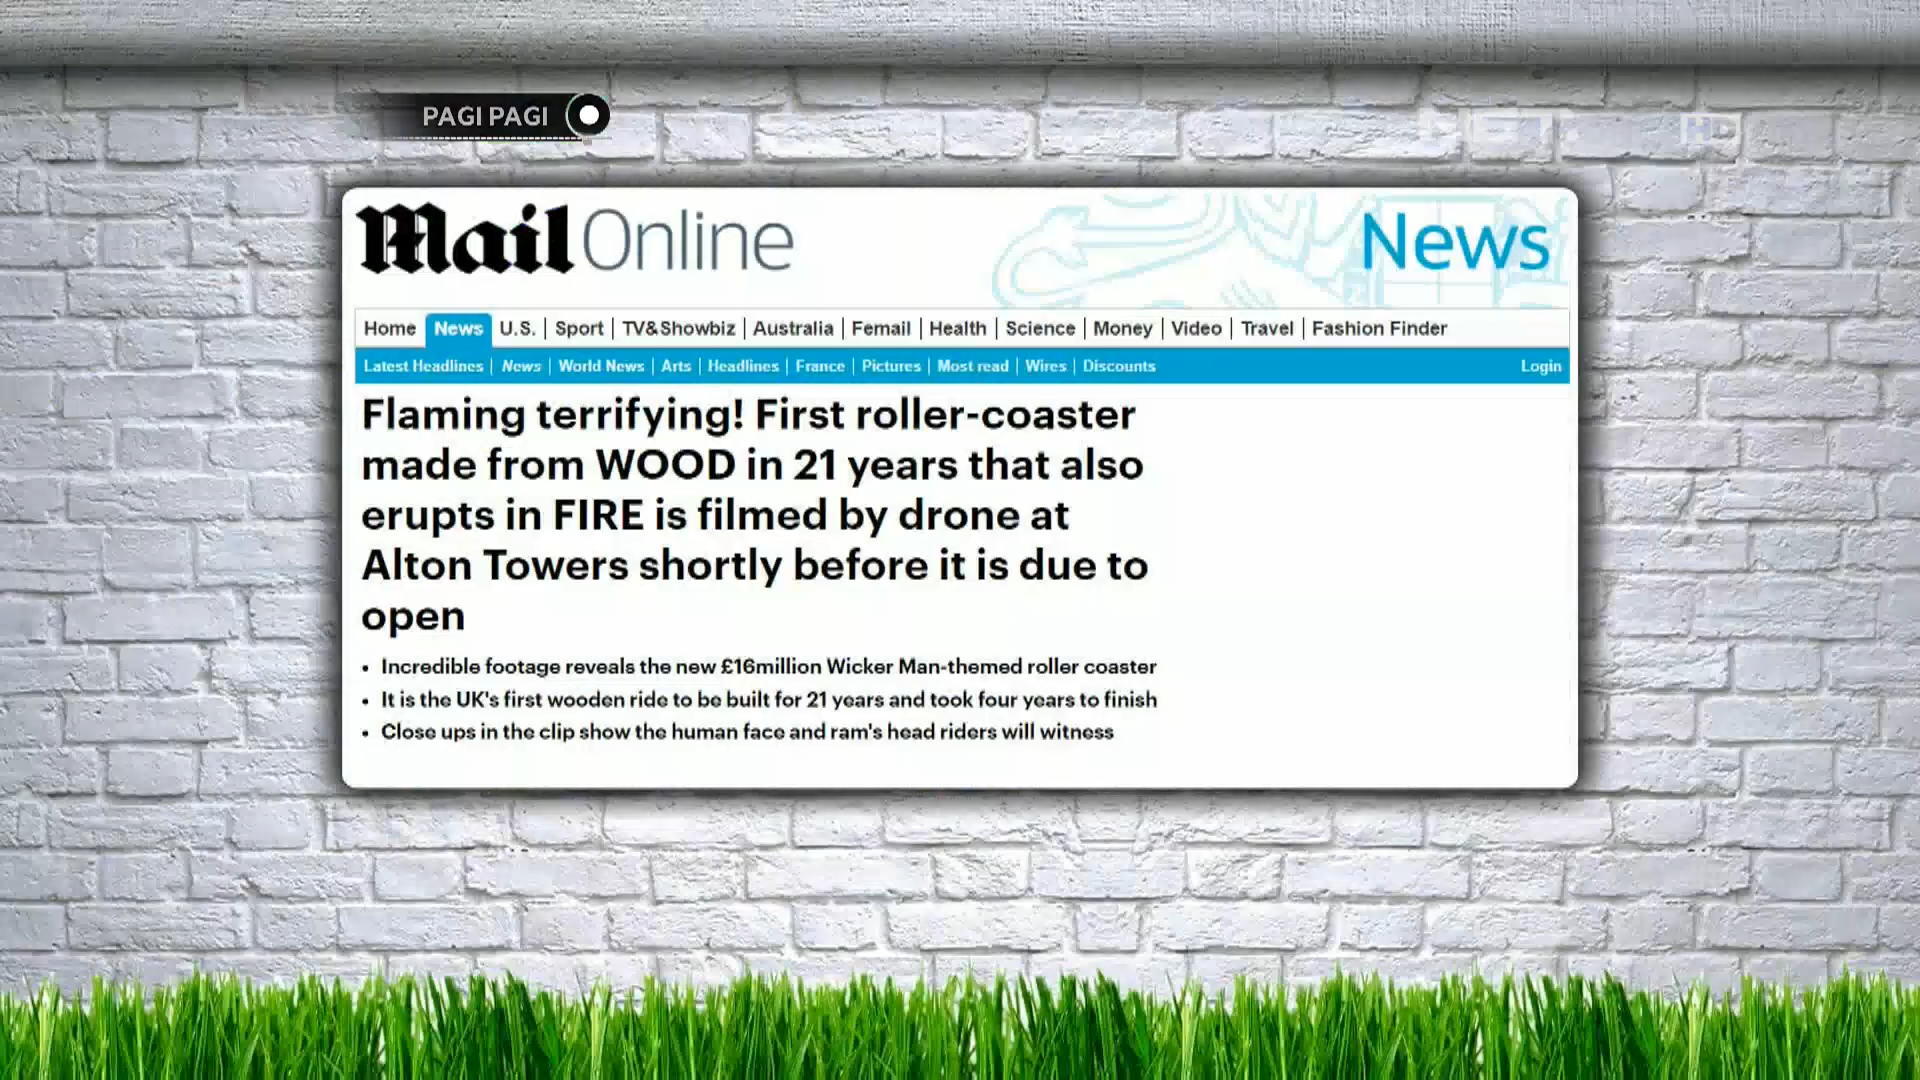 PAGI PAGI
NET.
HD
Mail Online
News
Home News U.S. Sport TV&Showbiz Australia Femail Health Science Money Video Travel Fashion Finder
Latest Headlines News World News Arts Headlines France Pictures Most read Wires Discounts Login
Flaming terrifying! First roller-coaster
made from WOOD in 21 years that also
erupts in FIRE is filmed by drone at
Alton Towers shortly before it is due to
open
• Incredible footage reveals the new £16million Wicker Man-themed roller coaster
• It is the UK's first wooden ride to be built for 21 years and took four years to finish
• Close ups in the clip show the human face and ram's head riders will witness